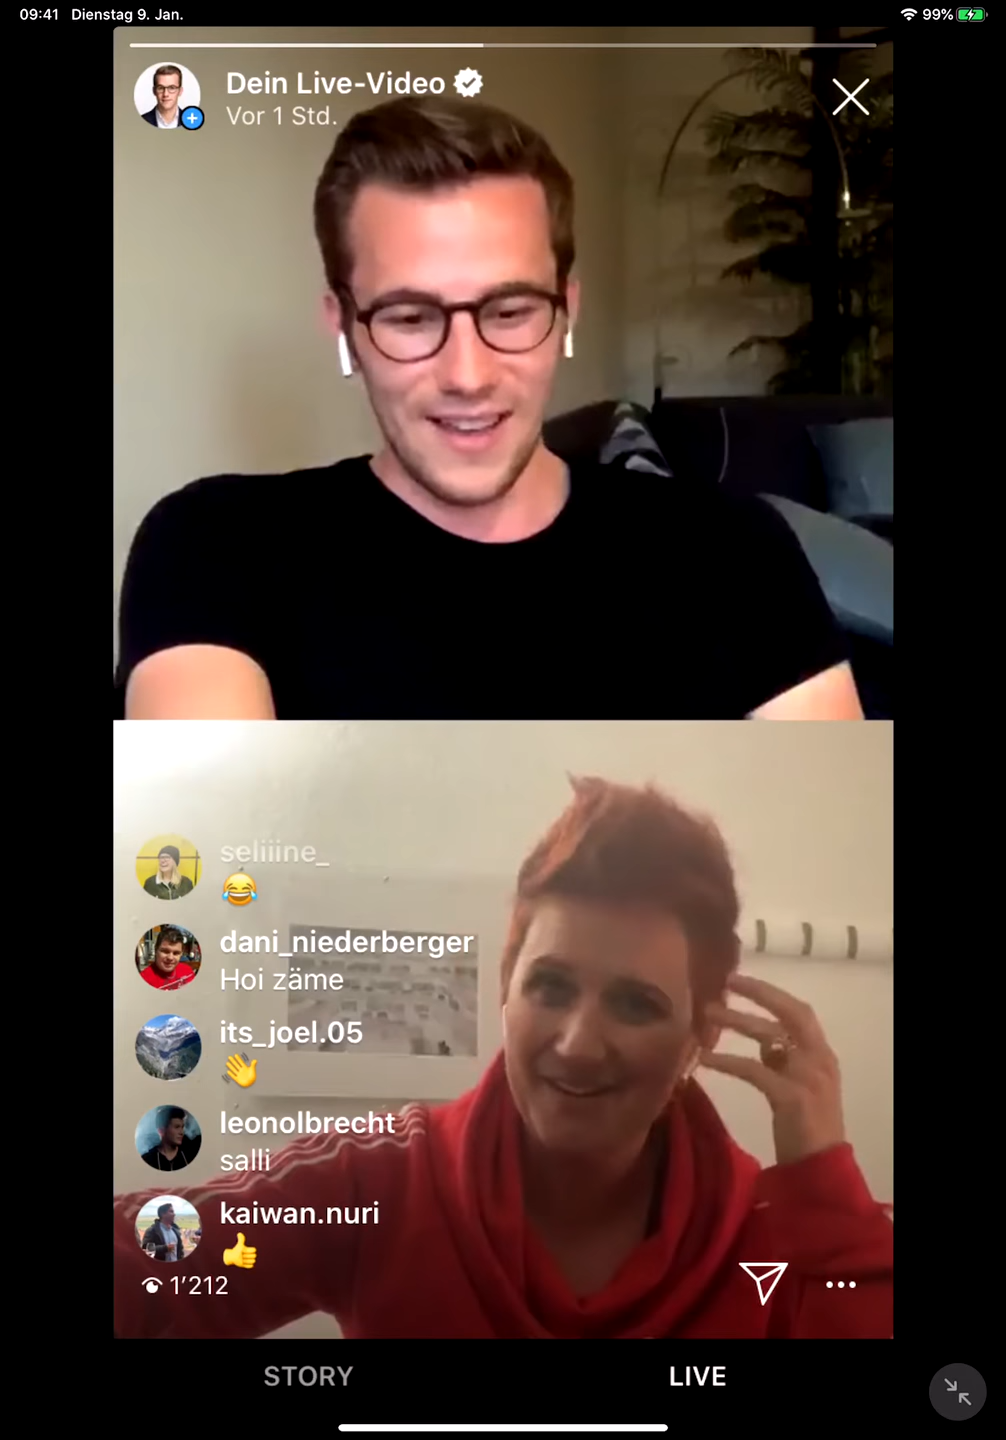 09:41 Dienstag 9. Jan.
99%
Dein Live-Video
Vor 1 Std.
seliiine_
😂
dani_niederberger
Hoi zäme
its_joel.05
👋
leonolbrecht
salli
kaiwan.nuri
👍
1’212
STORY
LIVE